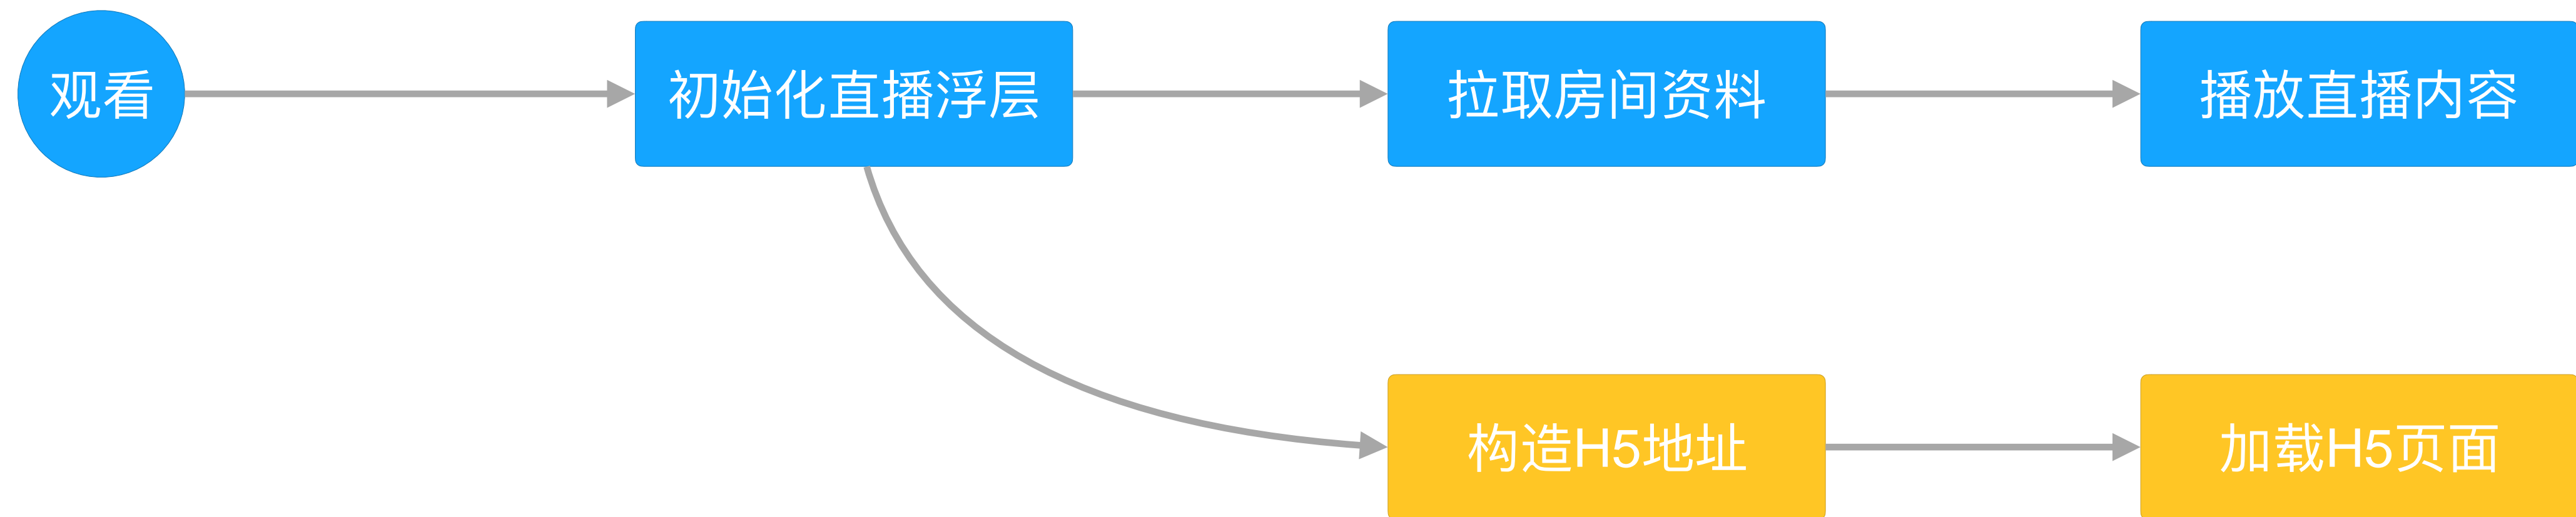 观看
初始化直播浮层
拉取房间资料
播放直播内容
构造H5地址
加载H5页面